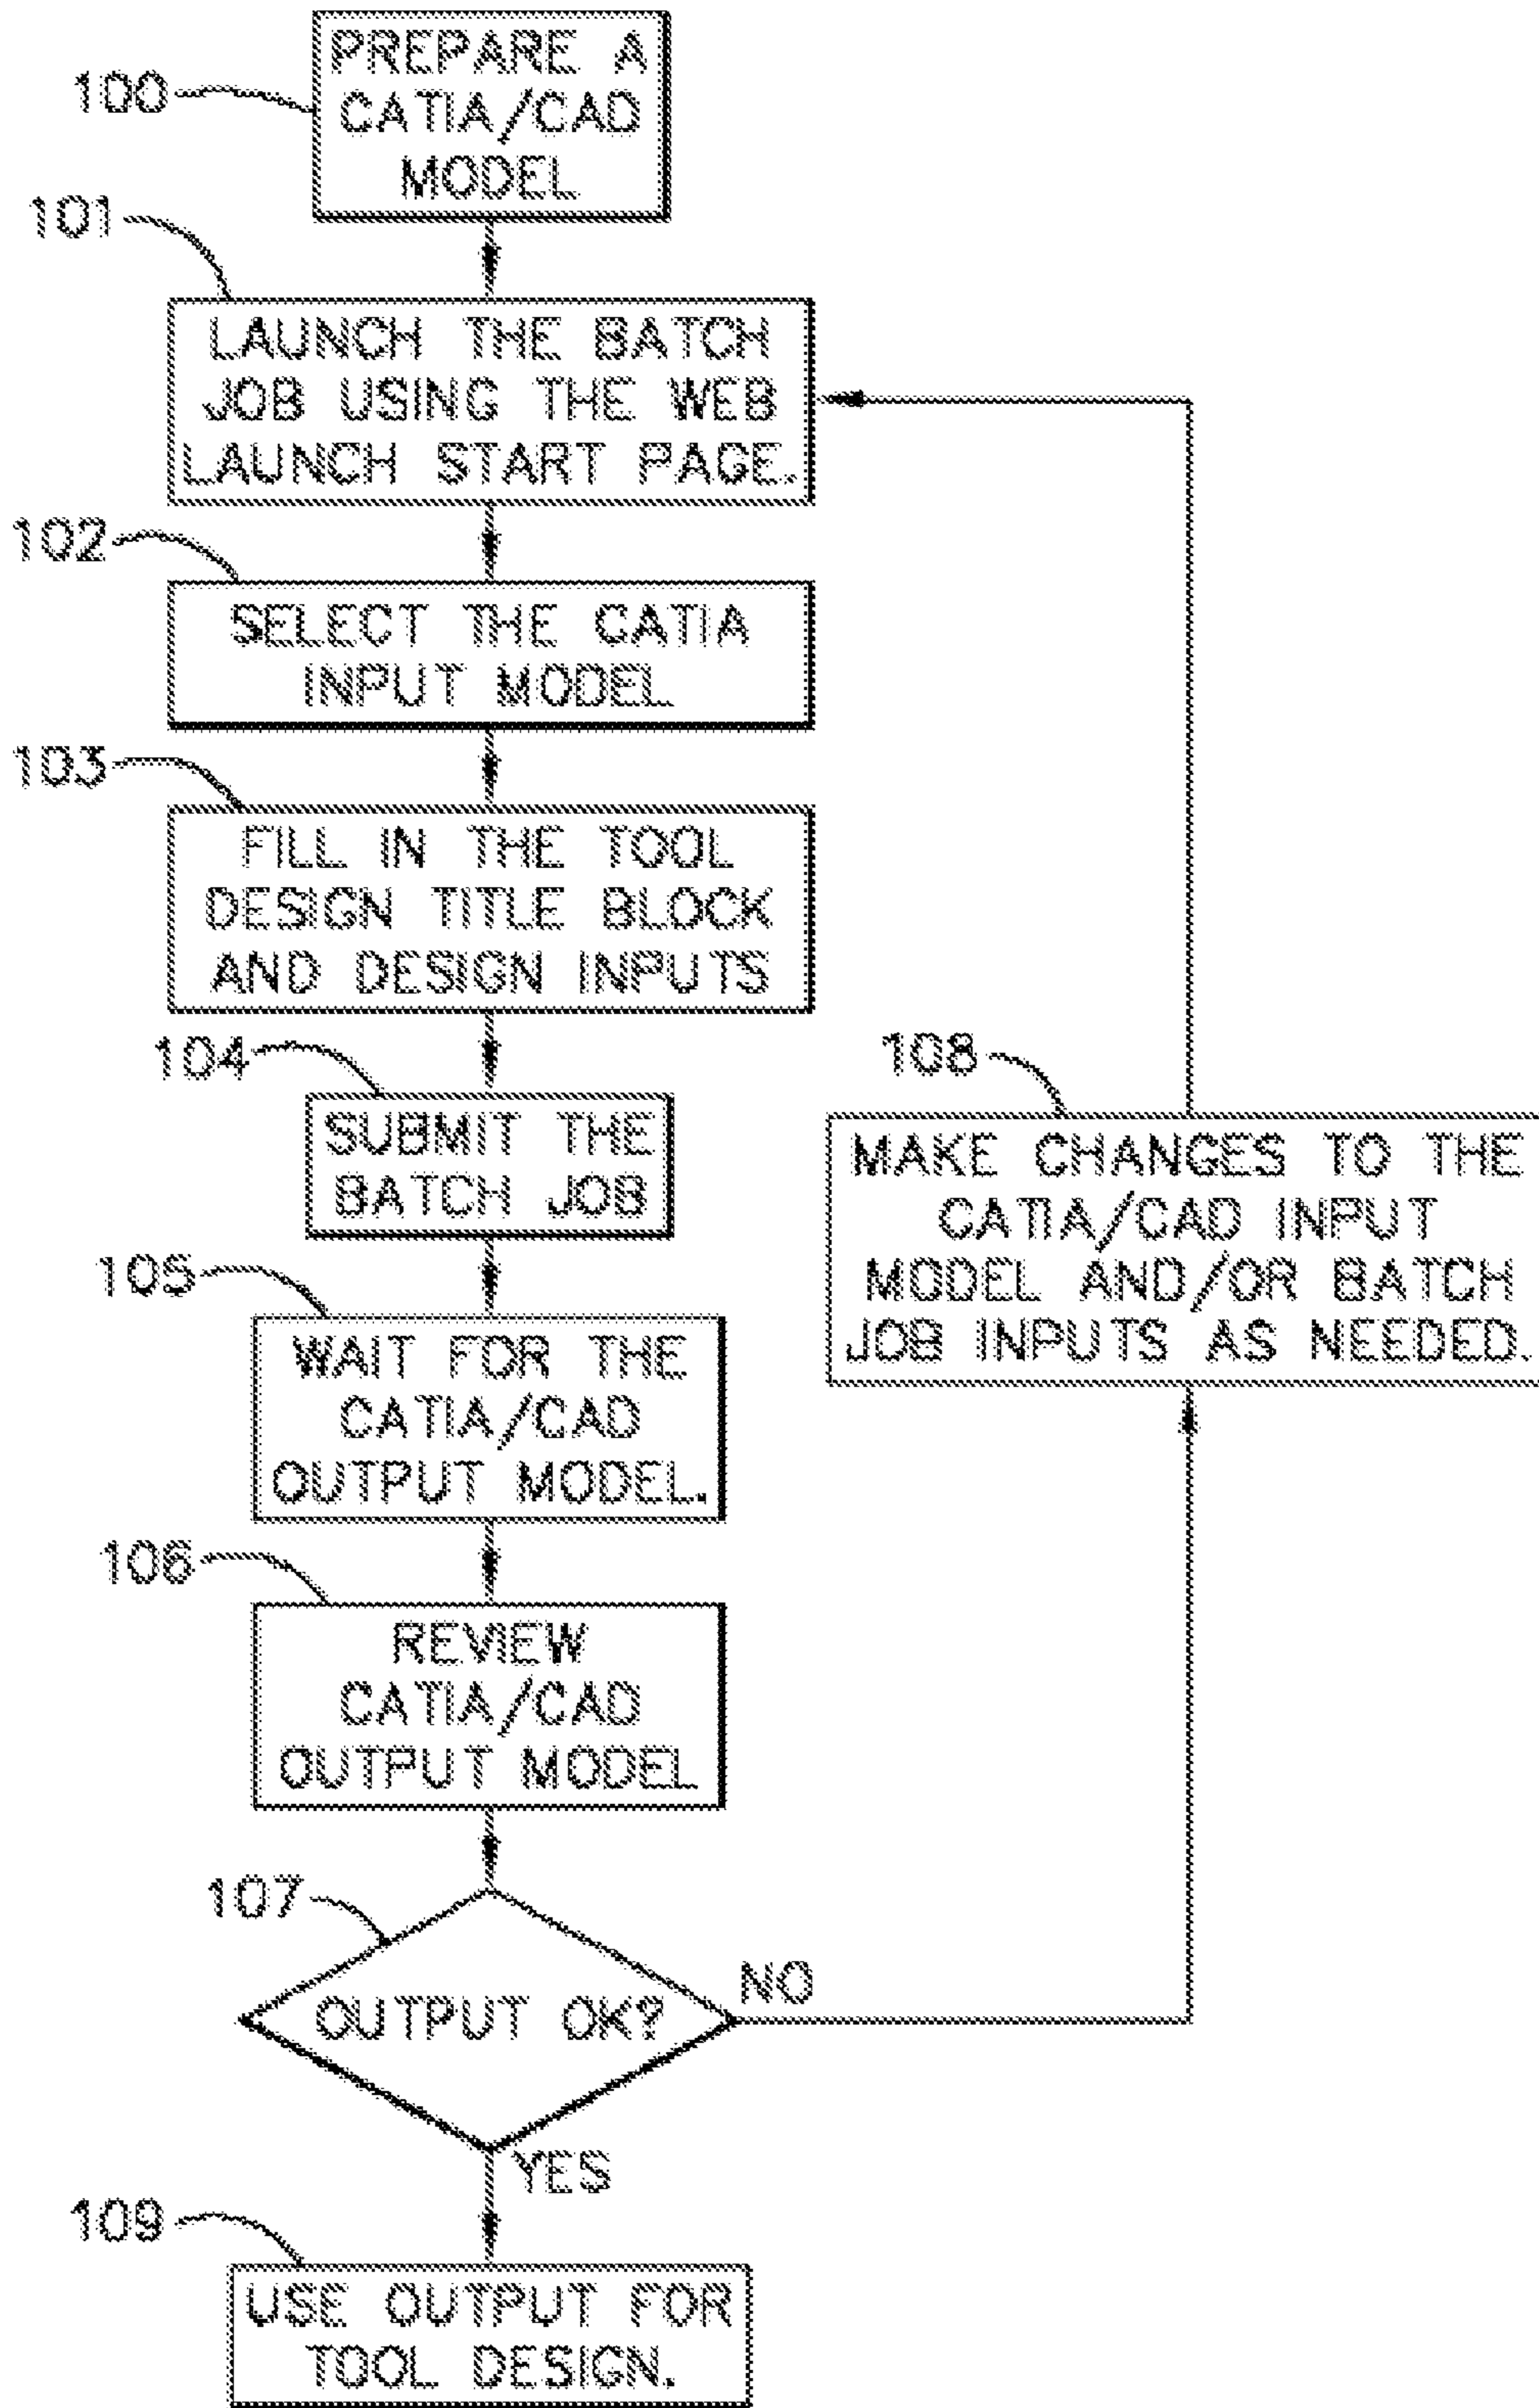 100
PREPARE A
CATIA/CAD
MODEL
101
LAUNCH THE BATCH
JOB USING THE WEB
LAUNCH START PAGE.
102
SELECT THE CATIA
INPUT MODEL
103
FILL IN THE TOOL
DESIGN TITLE BLOCK
AND DESIGN INPUTS
104
SUBMIT THE
BATCH JOB
105
WAIT FOR THE
CATIA/CAD
OUTPUT MODEL.
106
REVIEW
CATIA/CAD
OUTPUT MODEL
107
OUTPUT OK?
NO
YES
108
MAKE CHANGES TO THE
CATIA/CAD INPUT
MODEL AND/OR BATCH
JOB INPUTS AS NEEDED.
109
USE OUTPUT FOR
TOOL DESIGN.